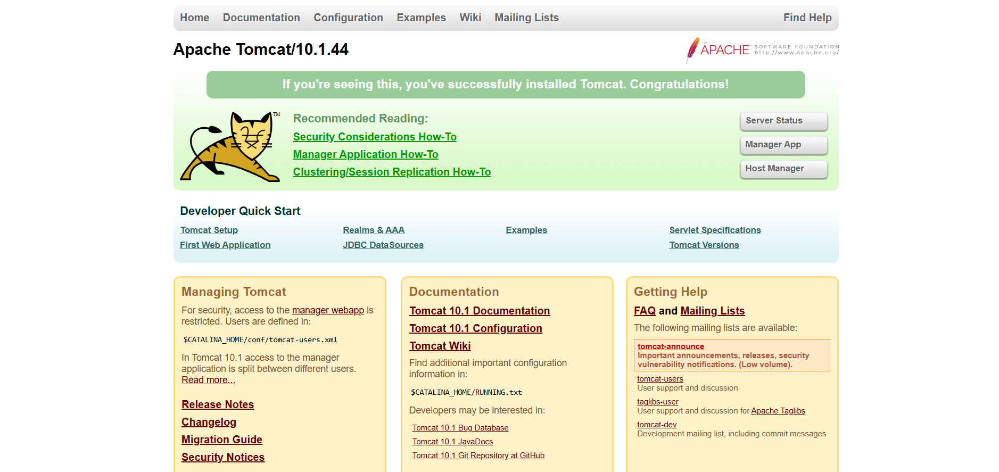 Home Documentation Configuration Examples Wiki Mailing Lists Find Help
Apache Tomcat/10.1.44
THE
APACHE SOFTWARE FOUNDATION
http://www.apache.org/
If you're seeing this, you've successfully installed Tomcat. Congratulations!
TM
Recommended Reading:
Security Considerations How-To
Manager Application How-To
Clustering/Session Replication How-To
Server Status
Manager App
Host Manager
Developer Quick Start
Tomcat Setup
First Web Application
Realms & AAA
JDBC DataSources
Examples
Servlet Specifications
Tomcat Versions
Managing Tomcat
For security, access to the manager webapp is
restricted. Users are defined in:
$CATALINA_HOME/conf/tomcat-users.xml
In Tomcat 10.1 access to the manager
application is split between different users.
Read more...
Release Notes
Changelog
Migration Guide
Security Notices
Documentation
Tomcat 10.1 Documentation
Tomcat 10.1 Configuration
Tomcat Wiki
Find additional important configuration
information in:
$CATALINA_HOME/RUNNING.txt
Developers may be interested in:
Tomcat 10.1 Bug Database
Tomcat 10.1 JavaDocs
Tomcat 10.1 Git Repository at GitHub
Getting Help
FAQ and Mailing Lists
The following mailing lists are available:
tomcat-announce
Important announcements, releases, security
vulnerability notifications. (Low volume).
tomcat-users
User support and discussion
taglibs-user
User support and discussion for Apache Taglibs
tomcat-dev
Development mailing list, including commit messages